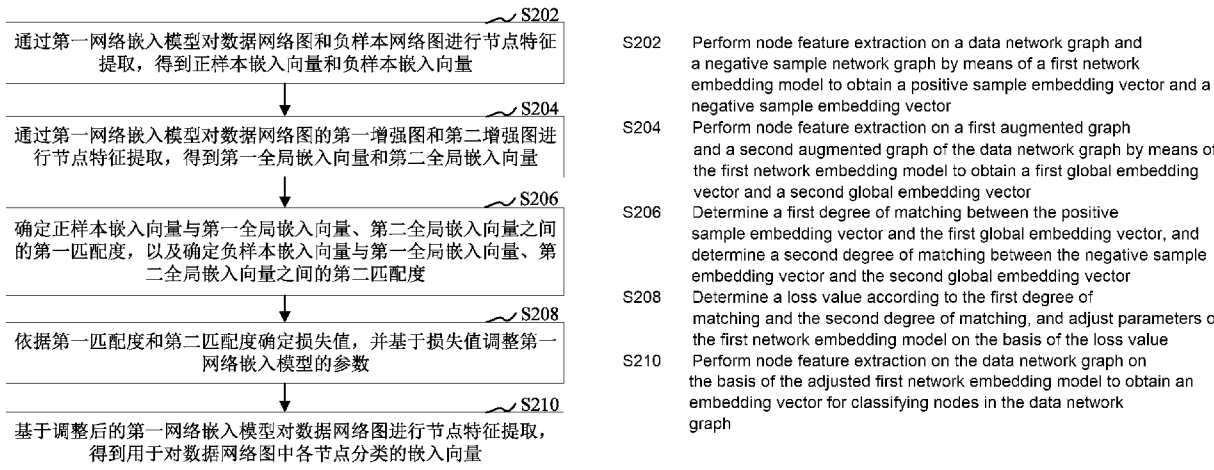 S202
通过第一网络嵌入模型对数据网络图和负样本网络图进行节点特征
提取，得到正样本嵌入向量和负样本嵌入向量
S204
通过第一网络嵌入模型对数据网络图的第一增强图和第二增强图进
行节点特征提取，得到第一全局嵌入向量和第二全局嵌入向量
S206
确定正样本嵌入向量与第一全局嵌入向量、第二全局嵌入向量之间
的第一匹配度，以及确定负样本嵌入向量与第一全局嵌入向量、第
二全局嵌入向量之间的第二匹配度
S208
依据第一匹配度和第二匹配度确定损失值，并基于损失值调整第一
网络嵌入模型的参数
S210
基于调整后的第一网络嵌入模型对数据网络图进行节点特征提取，
得到用于对数据网络图中各节点分类的嵌入向量
S202 Perform node feature extraction on a data network graph and
a negative sample network graph by means of a first network
embedding model to obtain a positive sample embedding vector and a
negative sample embedding vector
S204 Perform node feature extraction on a first augmented graph
and a second augmented graph of the data network graph by means of
the first network embedding model to obtain a first global embedding
vector and a second global embedding vector
S206 Determine a first degree of matching between the positive
sample embedding vector and the first global embedding vector, and
determine a second degree of matching between the negative sample
embedding vector and the second global embedding vector
S208 Determine a loss value according to the first degree of
matching and the second degree of matching, and adjust parameters o
the first network embedding model on the basis of the loss value
S210 Perform node feature extraction on the data network graph on
the basis of the adjusted first network embedding model to obtain an
embedding vector for classifying nodes in the data network
graph